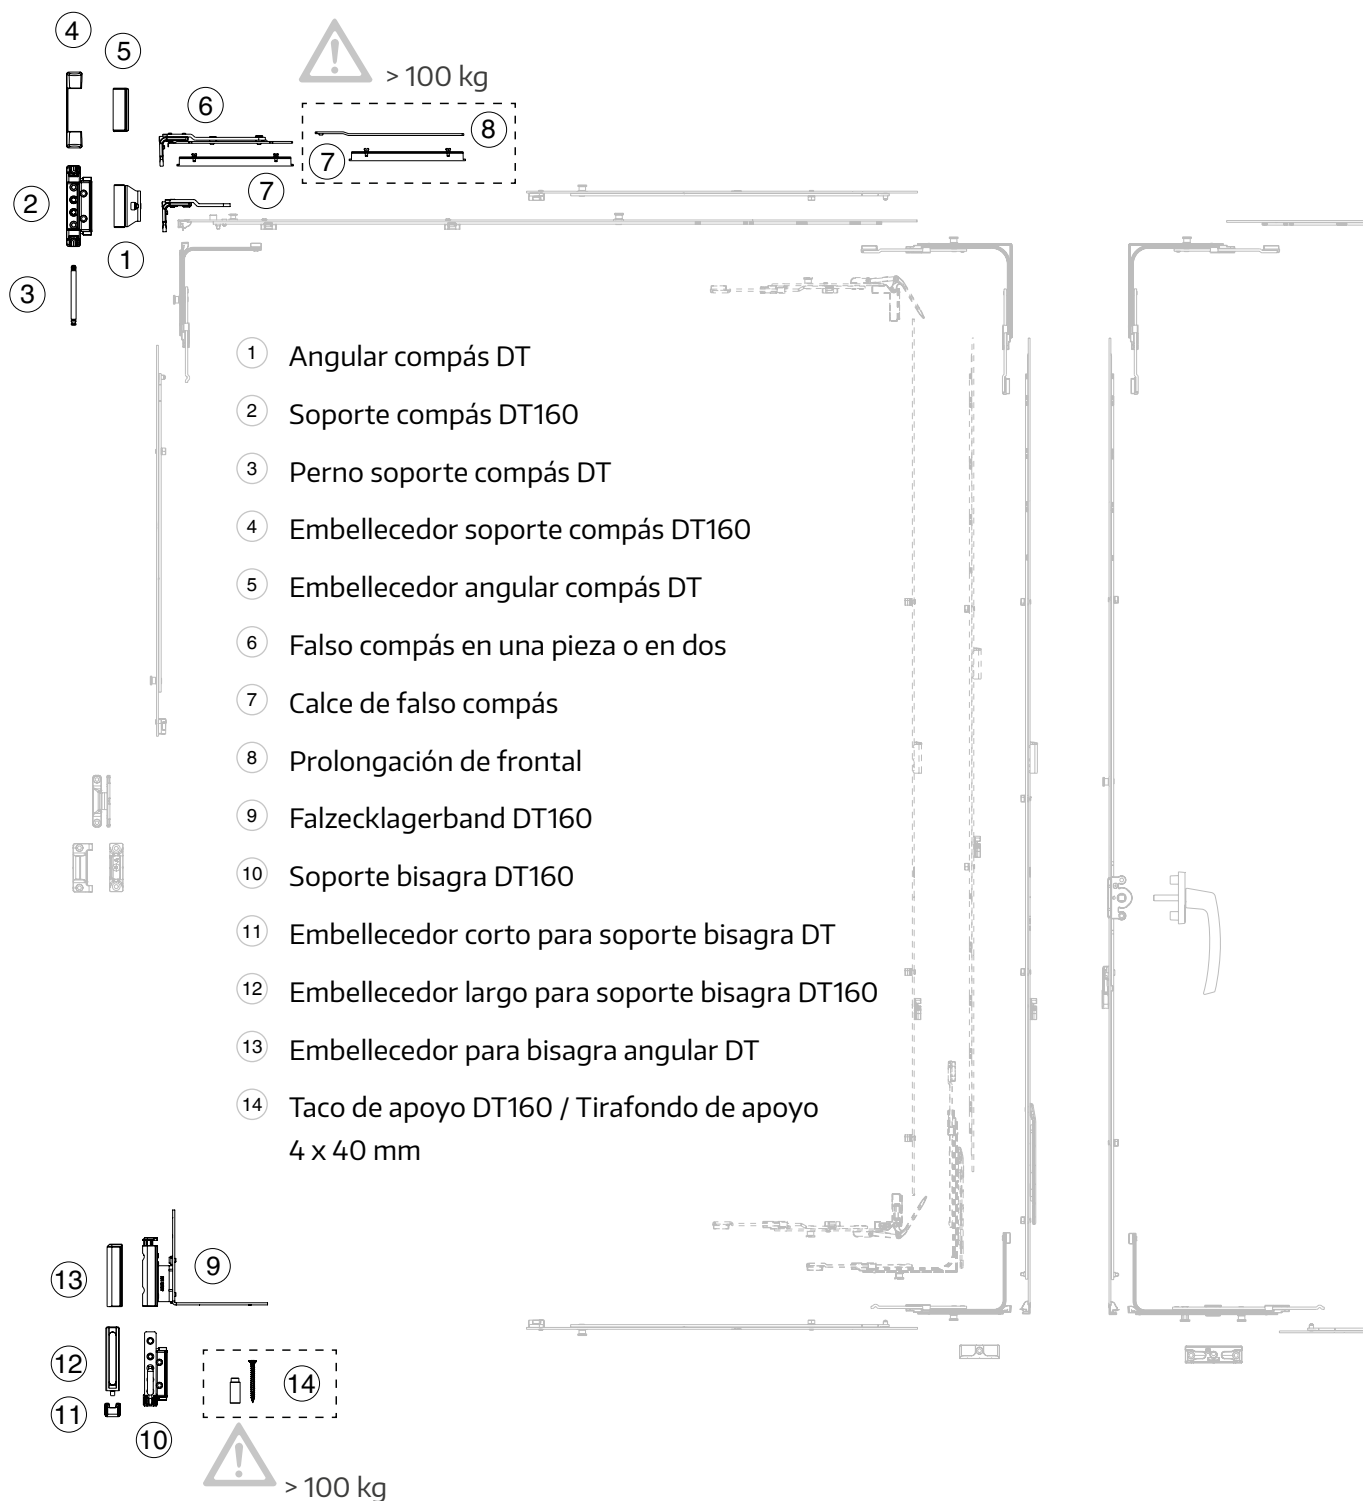 4
5
> 100 kg
6
8
7
7
2
1
3
1 Angular compás DT
2 Soporte compás DT160
3 Perno soporte compás DT
4 Embellecedor soporte compás DT160
5 Embellecedor angular compás DT
6 Falso compás en una pieza o en dos
7 Calce de falso compás
8 Prolongación de frontal
9 Falzecklagerband DT160
10 Soporte bisagra DT160
11 Embellecedor corto para soporte bisagra DT
12 Embellecedor largo para soporte bisagra DT160
13 Embellecedor para bisagra angular DT
14 Taco de apoyo DT160 / Tirafondo de apoyo
4 x 40 mm
9
13
12
14
11
10
> 100 kg